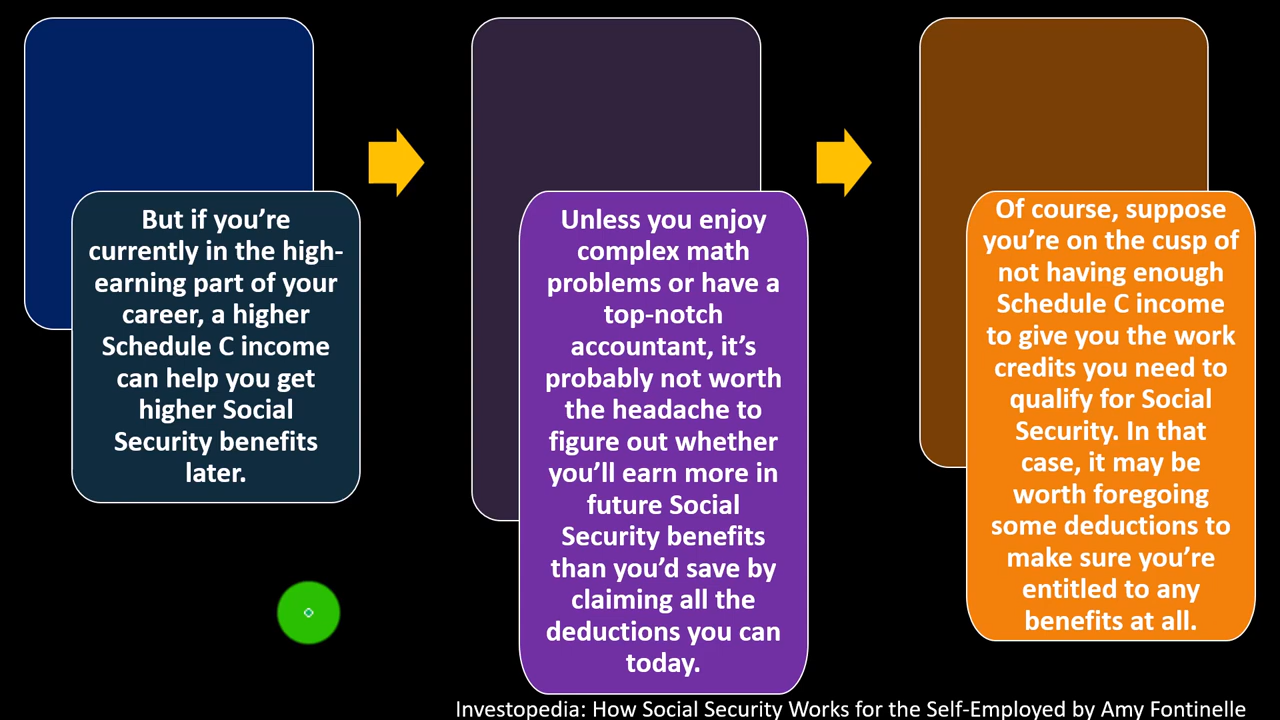 But if you’re
currently in the high-
earning part of your
career, a higher
Schedule C income
can help you get
higher Social
Security benefits
later.
Unless you enjoy
complex math
problems or have a
top-notch
accountant, it’s
probably not worth
the headache to
figure out whether
you’ll earn more in
future Social
Security benefits
than you’d save by
claiming all the
deductions you can
today.
Of course, suppose
you’re on the cusp of
not having enough
Schedule C income
to give you the work
credits you need to
qualify for Social
Security. In that
case, it may be
worth foregoing
some deductions to
make sure you’re
entitled to any
benefits at all.
Investopedia: How Social Security Works for the Self-Employed by Amy Fontinelle